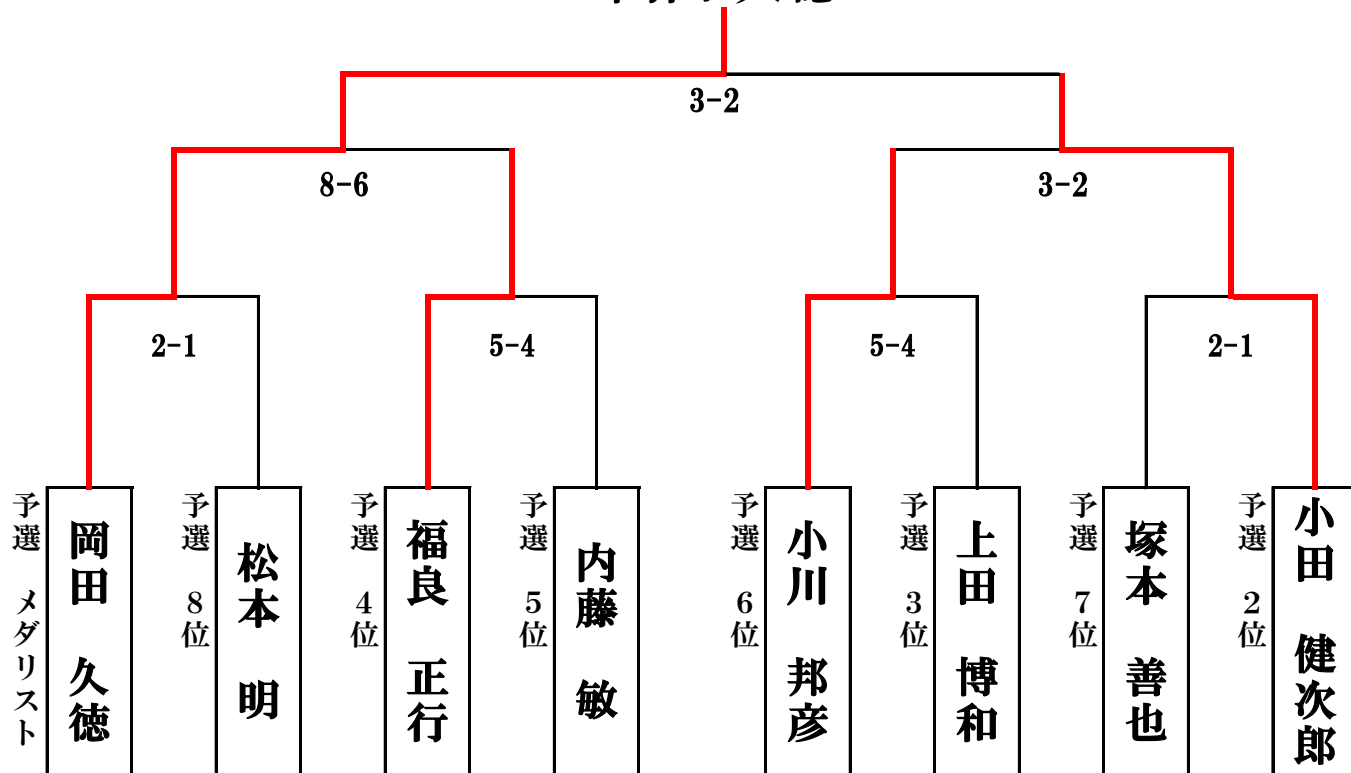 3-2
8-6
3-2
2-1
5-4
5-4
2-1
予選 メダリスト
岡田 久徳
予選 8位
松本 明
予選 4位
福良 正行
予選 5位
内藤 敏
予選 6位
小川 邦彦
予選 3位
上田 博和
予選 7位
塚本 善也
予選 2位
小田 健次郎